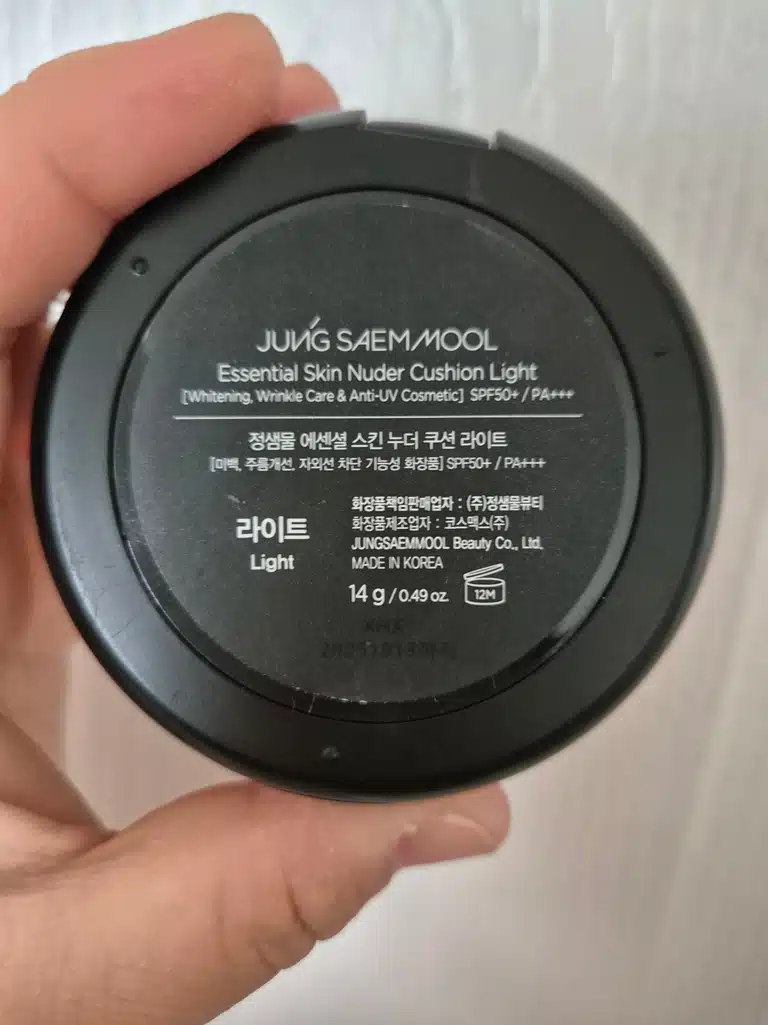 JUNG SAEM MOOL
Essential Skin Nuder Cushion Light
[Whitening, Wrinkle Care & Anti-UV Cosmetic] SPF50+ / PA+++
정샘물 에센셜 스킨 누더 쿠션 라이트
[미백, 주름개선, 자외선 차단 기능성 화장품] SPF50+ / PA+++
라이트
Light
화장품책임판매업자 : (주)정샘물뷰티
화장품제조업자 : 코스맥스(주)
JUNGSAEMMOOL Beauty Co., Ltd.
MADE IN KOREA
14 g / 0.49 oz.
12M